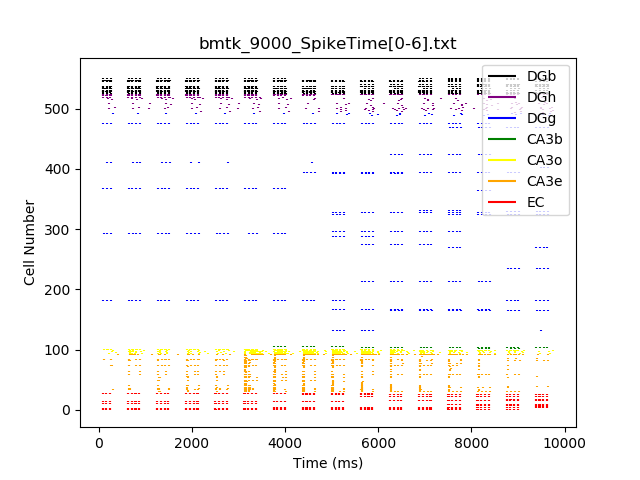 bmtk_9000_SpikeTime[0-6].txt
DGb
DGh
DGg
CA3b
CA3o
CA3e
EC
Cell Number
500
400
300
200
100
0
0 2000 4000 6000 8000 10000
Time (ms)